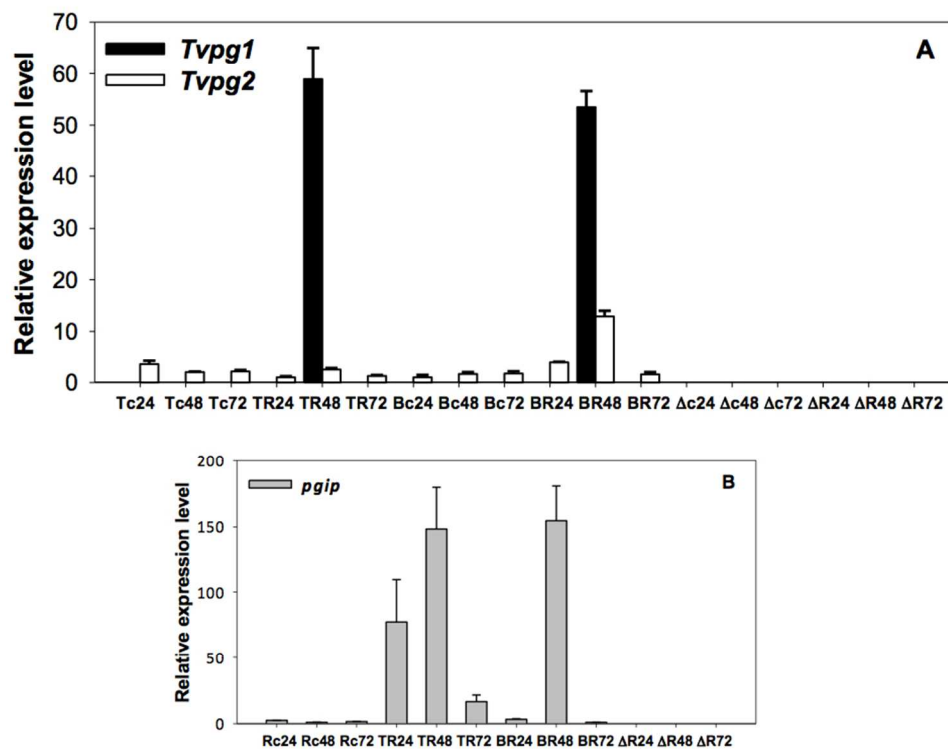 70
60
50
40
30
20
10
0
Relative expression level
Tvpg1
Tvpg2
A
Tc24 Tc48 Tc72 TR24 TR48 TR72 Bc24 Bc48 Bc72 BR24 BR48 BR72 Δc24 Δc48 Δc72 ΔR24 ΔR48 ΔR72
200
150
100
50
0
Relative expression level
pgip
B
Rc24 Rc48 Rc72 TR24 TR48 TR72 BR24 BR48 BR72 ΔR24 ΔR48 ΔR72